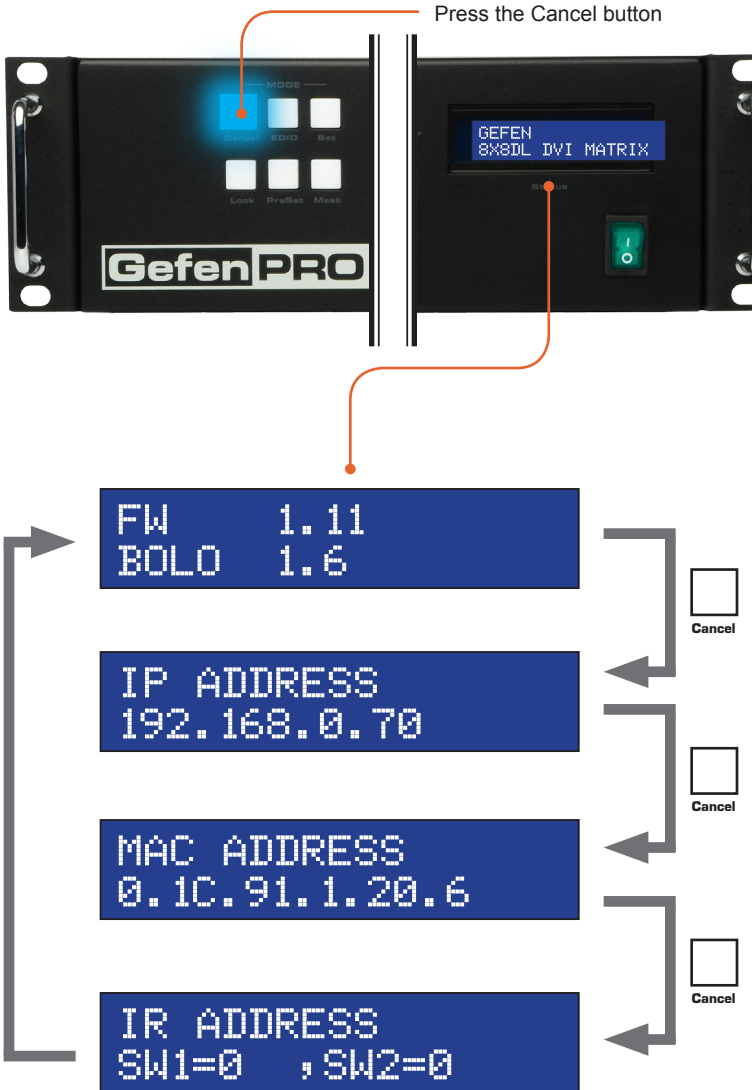 Press the Cancel button
MODE
Cancel EDID Set
Lock PreSet Mask
GefenPRO
GEFEN
8X8DL DVI MATRIX
I
O
FW 1.11
BOLO 1.6
Cancel
IP ADDRESS
192.168.0.70
Cancel
MAC ADDRESS
0.1C.91.1.20.6
Cancel
IR ADDRESS
SW1=0 ,SW2=0